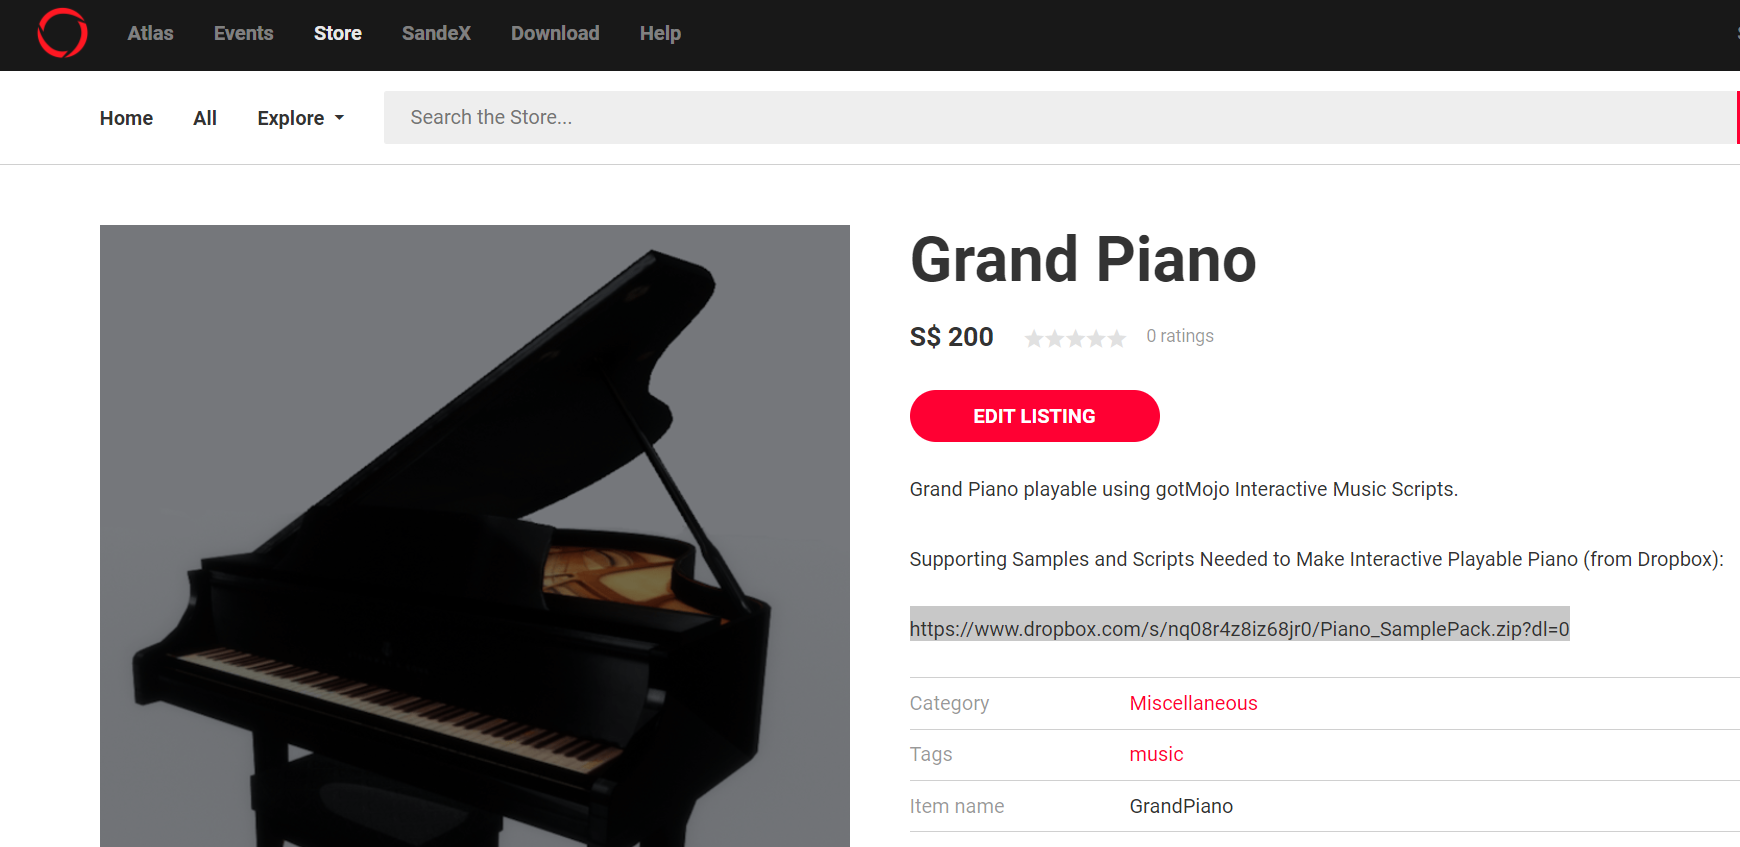 Atlas Events Store SandeX Download Help
Home All Explore Search the Store...
Grand Piano
S$ 200 0 ratings
EDIT LISTING
Grand Piano playable using gotMojo Interactive Music Scripts.
Supporting Samples and Scripts Needed to Make Interactive Playable Piano (from Dropbox):
https://www.dropbox.com/s/nq08r4z8iz68jr0/Piano_SamplePack.zip?dl=0
Category Miscellaneous
Tags music
Item name GrandPiano